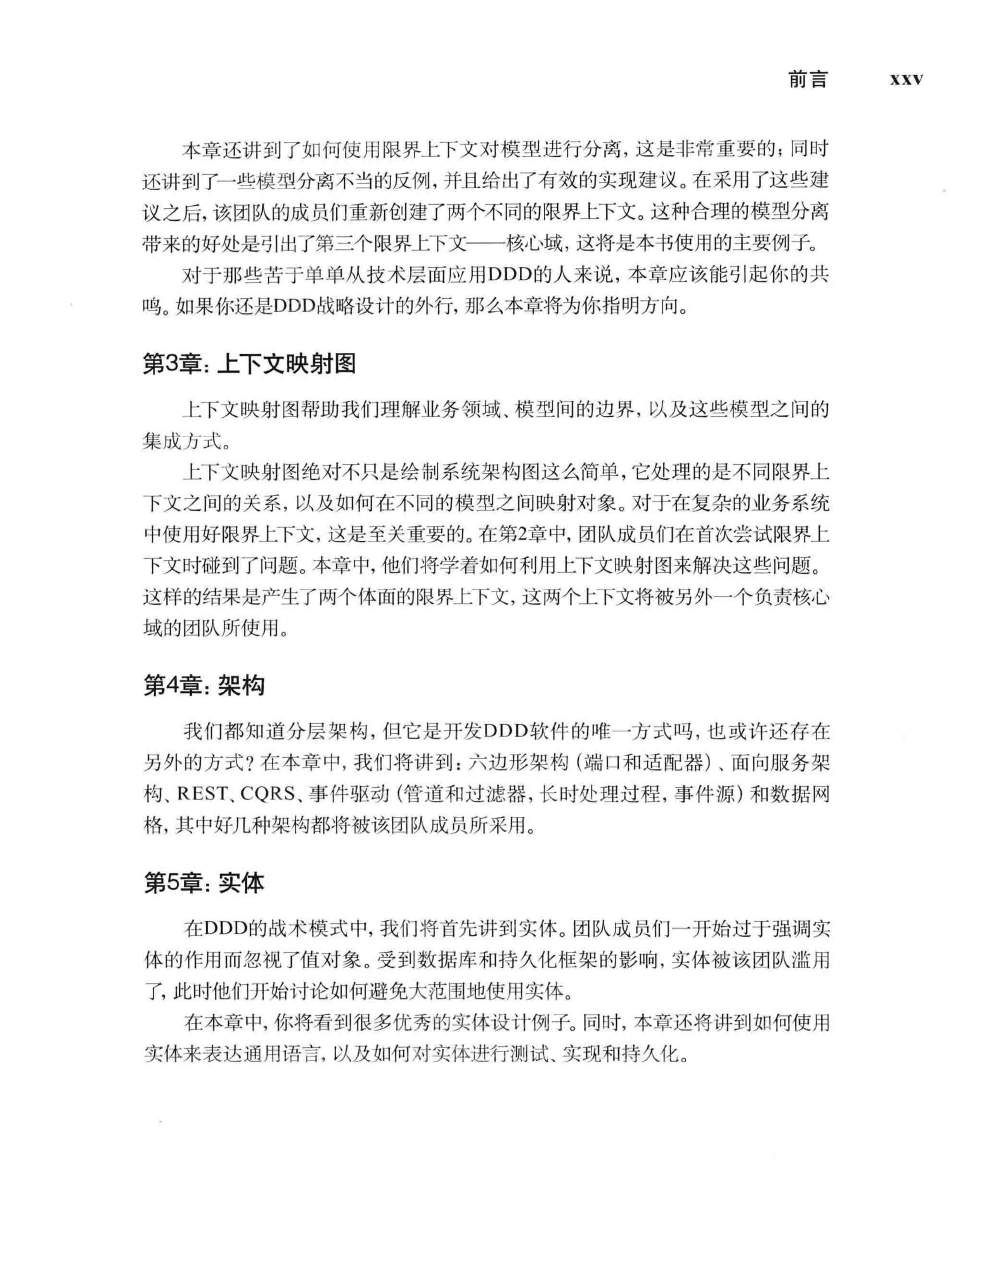 前言 xxv
本章还讲到了如何使用限界上下文对模型进行分离，这是非常重要的；同时
还讲到了一些模型分离不当的反例，并且给出了有效的实现建议。在采用了这些建
议之后，该团队的成员们重新创建了两个不同的限界上下文。这种合理的模型分离
带来的好处是引出了第三个限界上下文——核心域，这将是本书使用的主要例子。
对于那些苦于单单从技术层面应用DDD的人来说，本章应该能引起你的共
鸣。如果你还是DDD战略设计的外行，那么本章将为你指明方向。
第3章：上下文映射图
上下文映射图帮助我们理解业务领域、模型间的边界，以及这些模型之间的
集成方式。
上下文映射图绝对不只是绘制系统架构图这么简单，它处理的是不同限界上
下文之间的关系，以及如何在不同的模型之间映射对象。对于在复杂的业务系统
中使用好限界上下文，这是至关重要的。在第2章中，团队成员们在首次尝试限界上
下文时碰到了问题。本章中，他们将学着如何利用上下文映射图来解决这些问题。
这样的结果是产生了两个体面的限界上下文，这两个上下文将被另外一个负责核心
域的团队所使用。
第4章：架构
我们都知道分层架构，但它是开发DDD软件的唯一方式吗，也或许还存在
另外的方式？在本章中，我们将讲到：六边形架构（端口和适配器）、面向服务架
构、REST、CQRS、事件驱动（管道和过滤器，长时处理过程，事件源）和数据网
格，其中好几种架构都将被该团队成员所采用。
第5章：实体
在DDD的战术模式中，我们将首先讲到实体。团队成员们一开始过于强调实
体的作用而忽视了值对象。受到数据库和持久化框架的影响，实体被该团队滥用
了，此时他们开始讨论如何避免大范围地使用实体。
在本章中，你将看到很多优秀的实体设计例子。同时，本章还将讲到如何使用
实体来表达通用语言，以及如何对实体进行测试、实现和持久化。